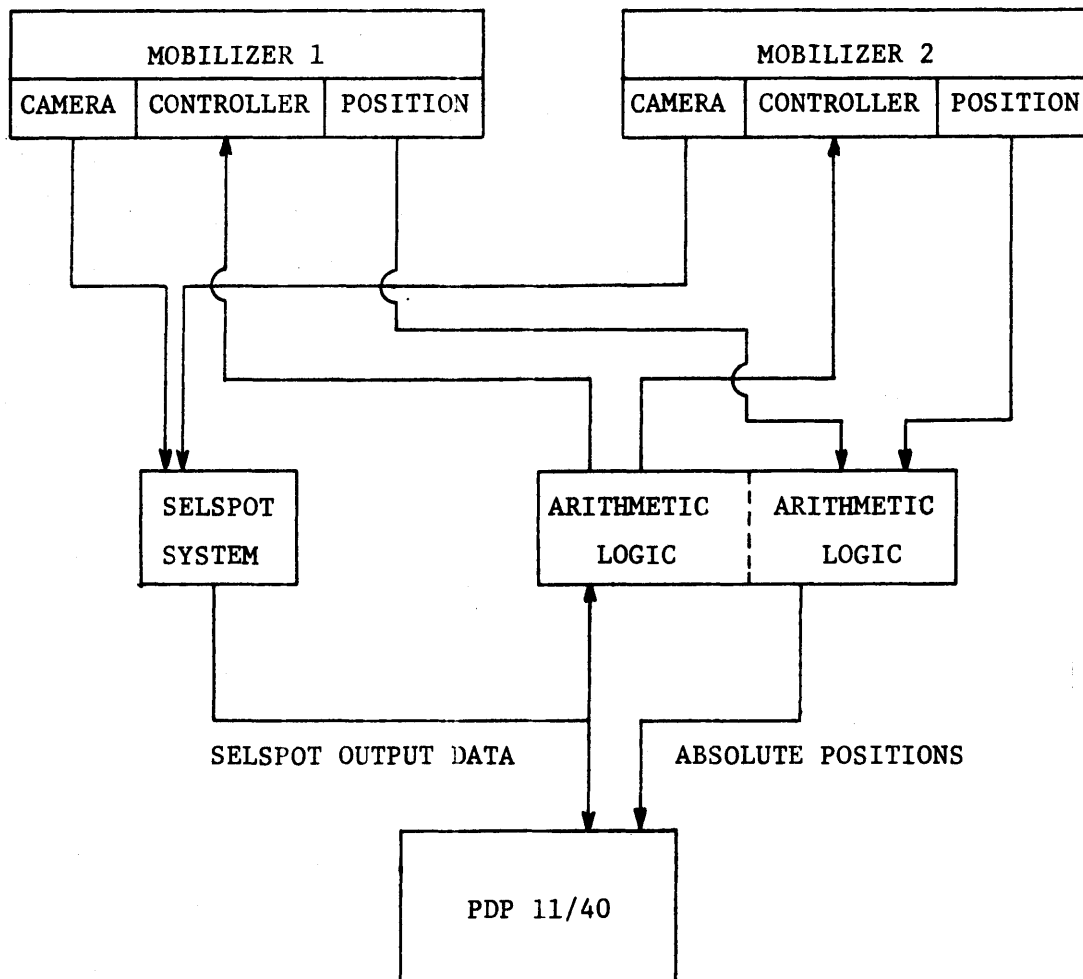 MOBILIZER 1
CAMERA CONTROLLER POSITION
MOBILIZER 2
CAMERA CONTROLLER POSITION
SELSPOT
SYSTEM
ARITHMETIC
LOGIC
ARITHMETIC
LOGIC
SELSPOT OUTPUT DATA
ABSOLUTE POSITIONS
PDP 11/40